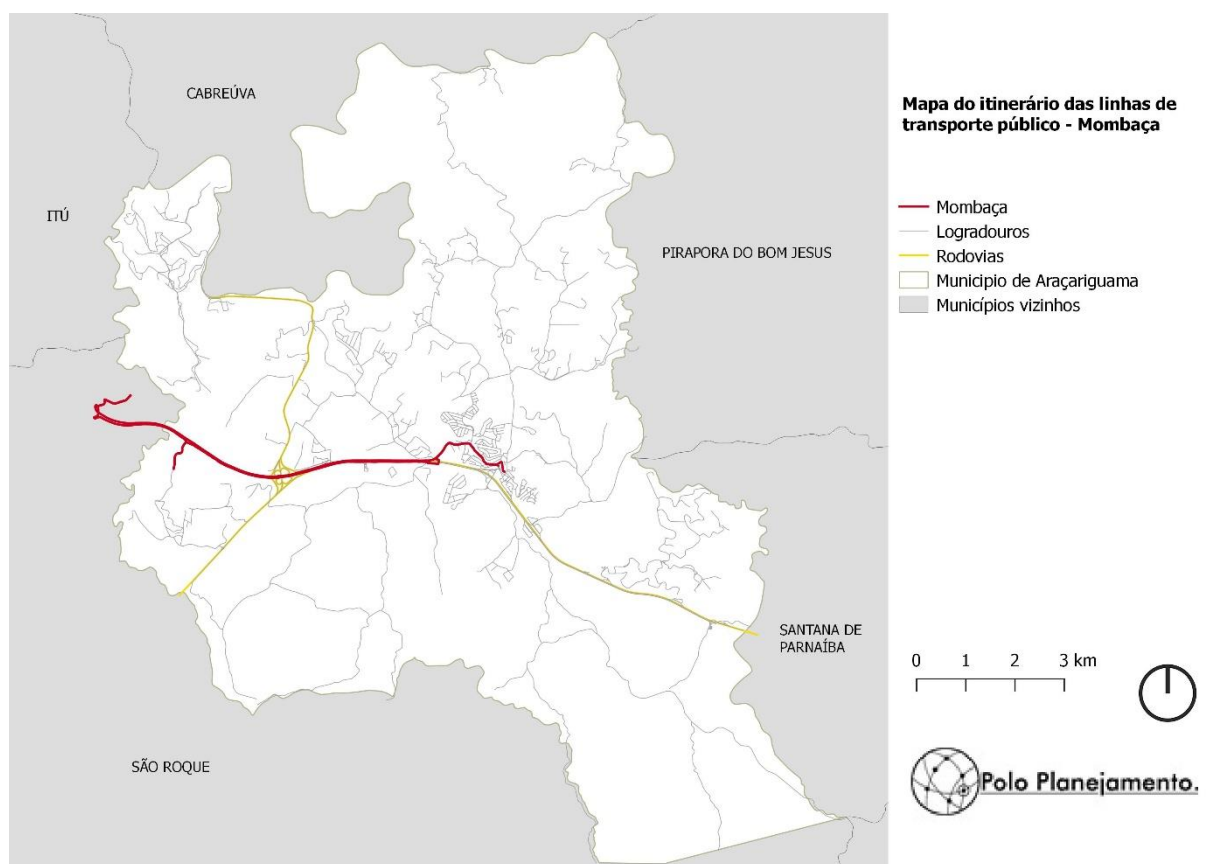 CABREÚVA
ITÚ
PIRAPORA DO BOM JESUS
SANTANA DE
PARNAÍBA
SÃO ROQUE
Mapa do itinerário das linhas de
transporte público - Mombaça
Mombaça
Logradouros
Rodovias
Municipio de Araçariguama
Municípios vizinhos
0 1 2 3 km
Polo Planejamento.